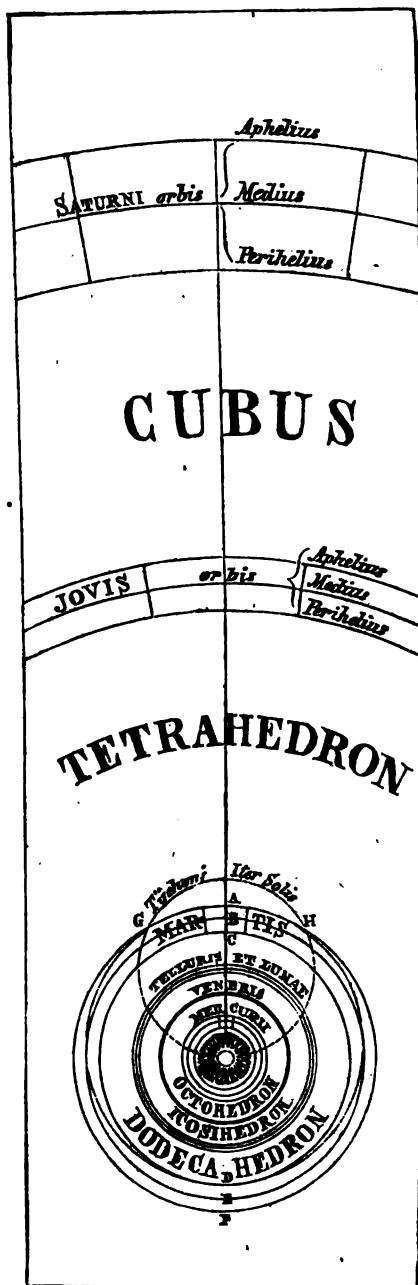 Aphelius
SATURNI orbis Medius
Perihelius
CUBUS
Aphelius
JOVIS orbis Medius
Perihelius
TETRAHEDRON
Tychoni Iter Solis
A
G MAR B TIS H
C
TELLURIS ET LUNAE
VENERIS
MERCURII
OCTOHEDRON
ICOSIHEDRON
DODECA HEDRON
D
E
F